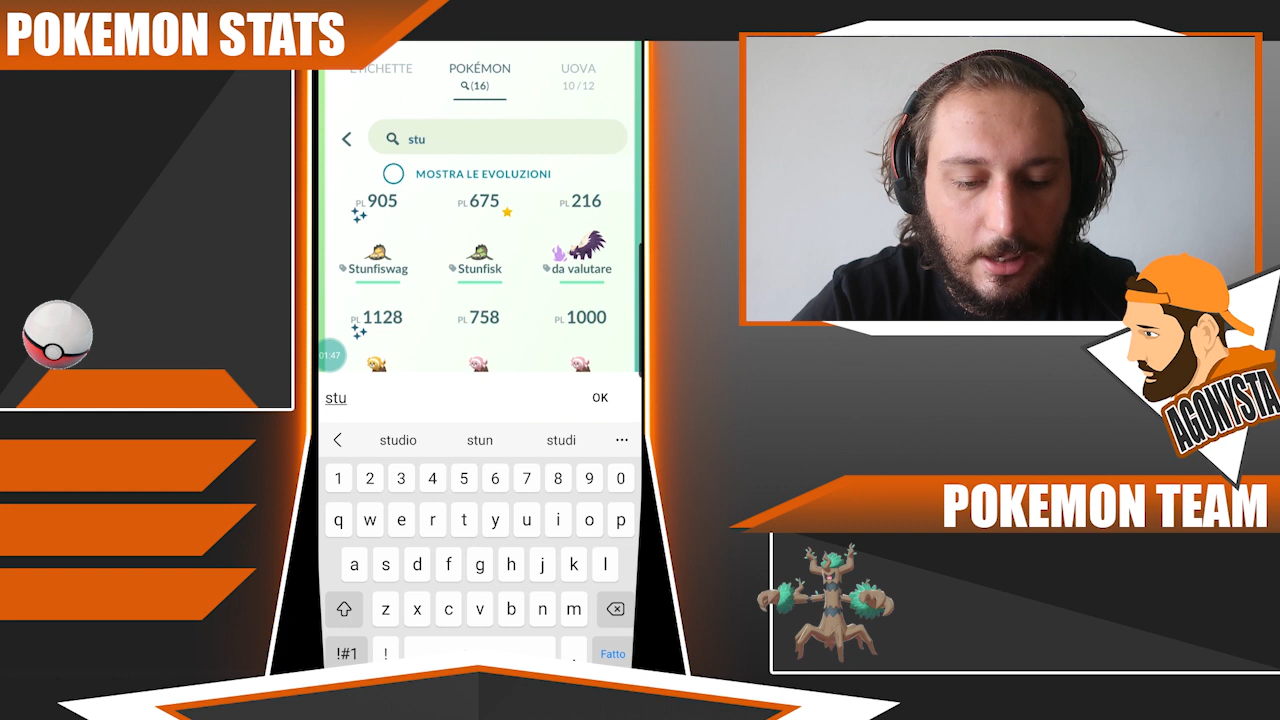 POKEMON STATS
ETICHETTE
POKÉMON
(16)
UOVA
10/12
stu
MOSTRA LE EVOLUZIONI
PL 905
PL 675
PL 216
Stunfiswag
Stunfisk
da valutare
PL 1128
PL 758
PL 1000
01:47
stu
OK
studio
stun
studi
...
1 2 3 4 5 6 7 8 9 0
q w e r t y u i o p
a s d f g h j k l
z x c v b n m
!#1 ! . Fatto
AGONYSTA
POKEMON TEAM